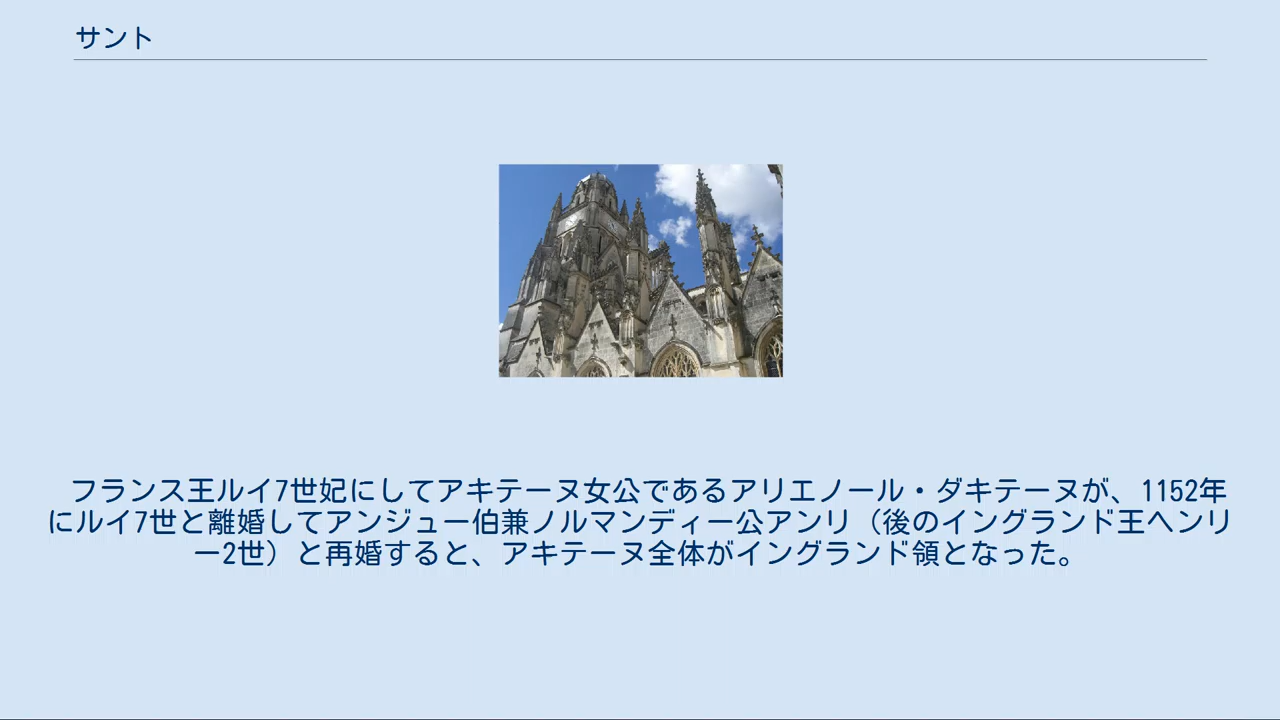 サント
フランス王ルイ7世妃にしてアキテーヌ女公であるアリエノール・ダキテーヌが、1152年
にルイ7世と離婚してアンジュー伯兼ノルマンディー公アンリ（後のイングランド王ヘンリ
ー2世）と再婚すると、アキテーヌ全体がイングランド領となった。